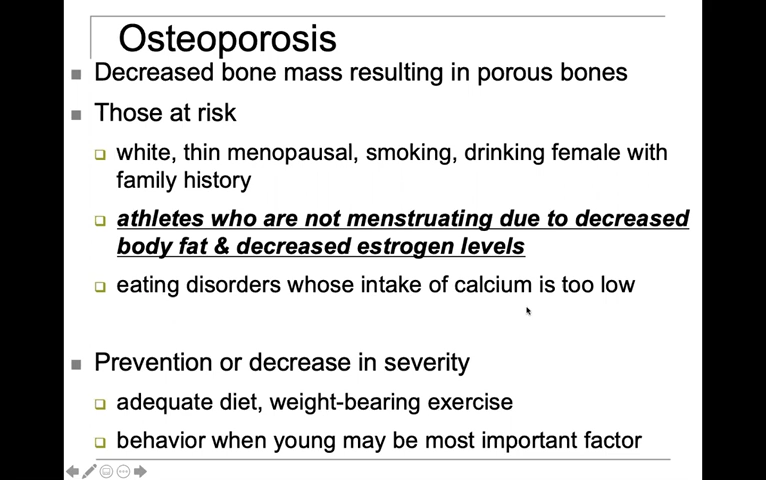 Osteoporosis
Decreased bone mass resulting in porous bones
Those at risk
white, thin menopausal, smoking, drinking female with
family history
athletes who are not menstruating due to decreased
body fat & decreased estrogen levels
eating disorders whose intake of calcium is too low
Prevention or decrease in severity
adequate diet, weight-bearing exercise
behavior when young may be most important factor